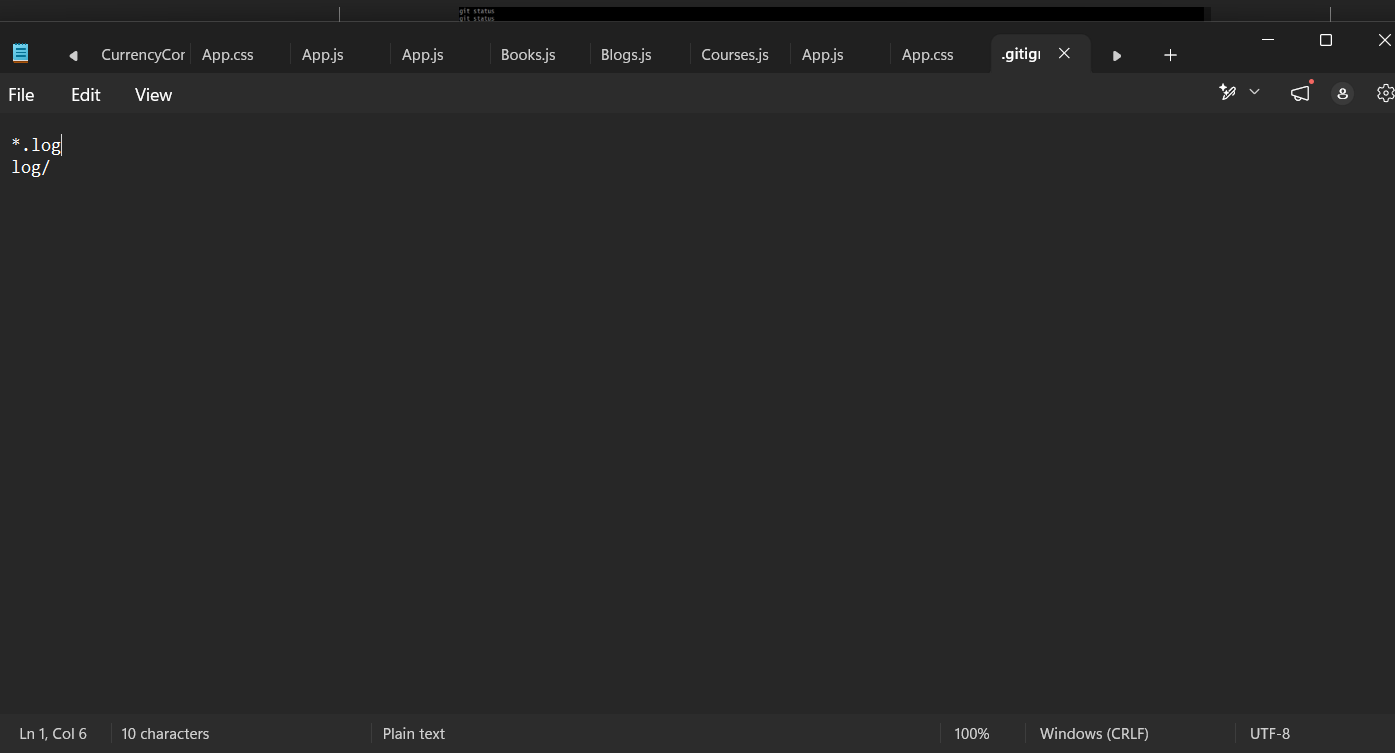 git status
git status
CurrencyCor App.css App.js App.js Books.js Blogs.js Courses.js App.js App.css .gitigr
File Edit View
*.log
log/
Ln 1, Col 6 10 characters Plain text 100% Windows (CRLF) UTF-8